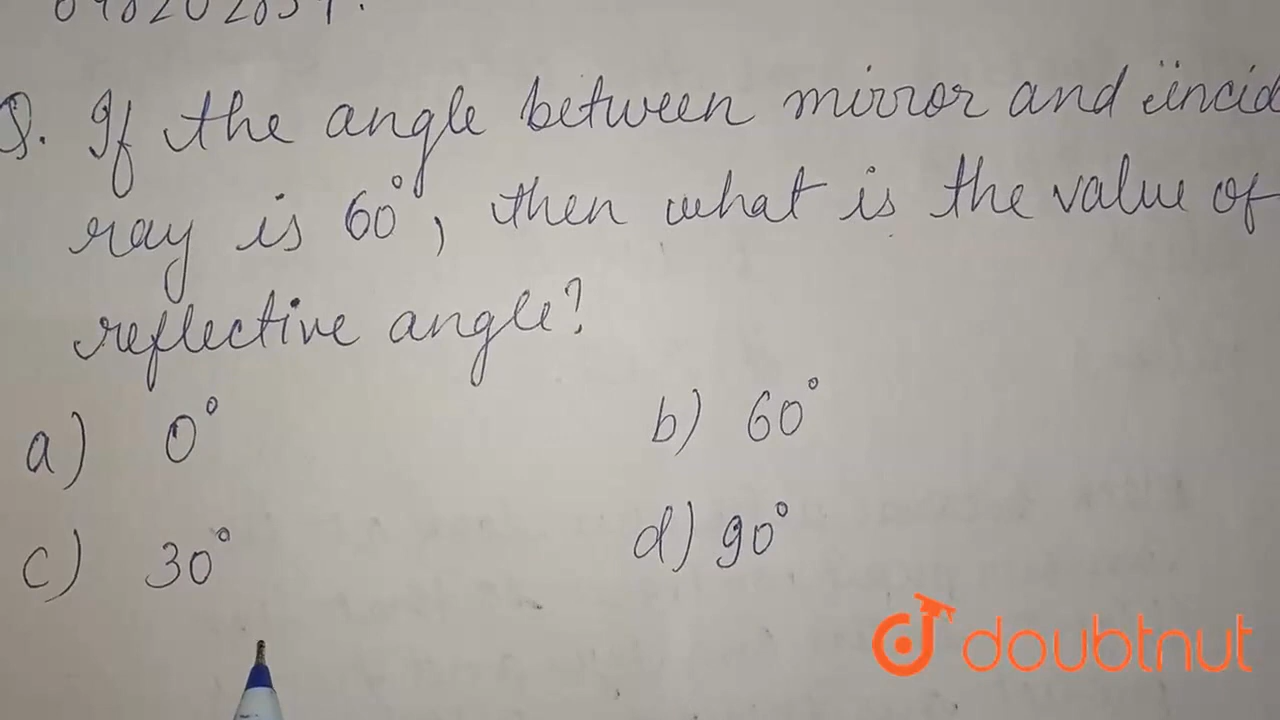 Q. If the angle between mirror and
ray is 60°, then what is the value of
reflective angle?
a) 0°
b) 60°
c) 30°
d) 90°
doubtnut